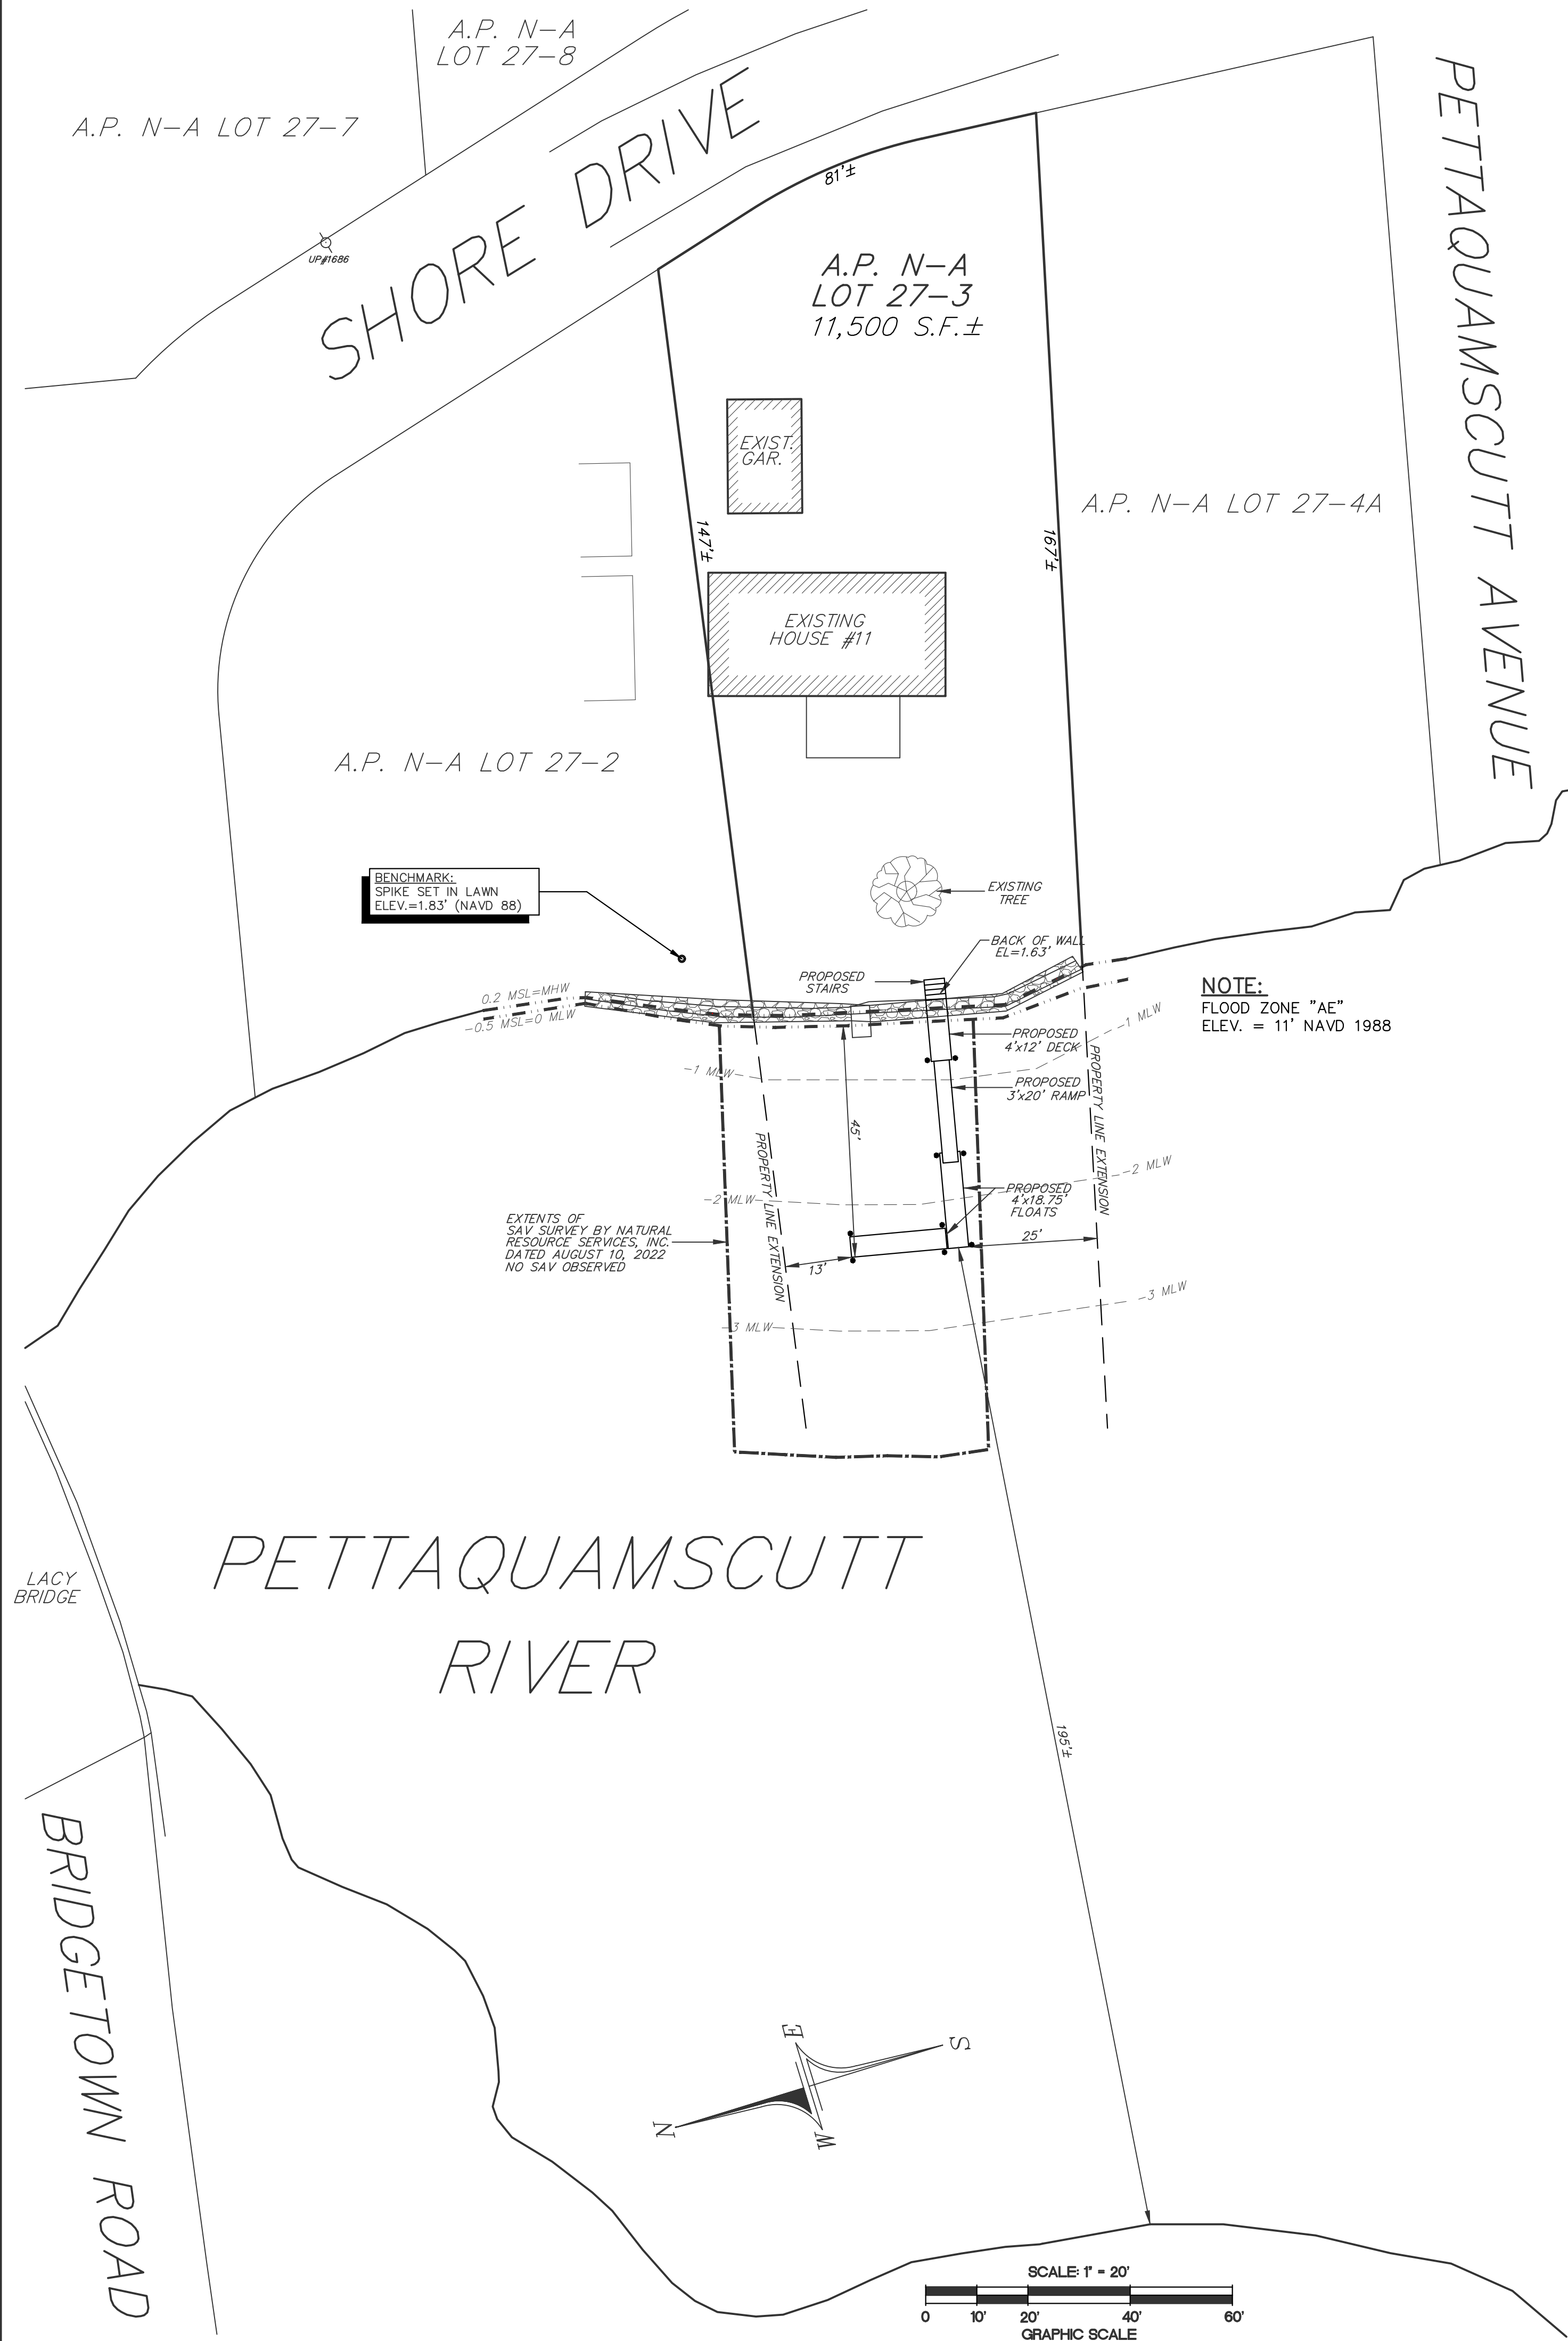 A.P. N-A
LOT 27-8
A.P. N-A LOT 27-7
SHORE DRIVE
UP#1686
81'±
A.P. N-A
LOT 27-3
11,500 S.F.±
PETTAQUAMSCUTT AVENUE
EXIST.
GAR.
147'±
167'±
A.P. N-A LOT 27-4A
EXISTING
HOUSE #11
A.P. N-A LOT 27-2
BENCHMARK:
SPIKE SET IN LAWN
ELEV.=1.83' (NAVD 88)
EXISTING
TREE
BACK OF WALL
EL=1.63'
PROPOSED
STAIRS
0.2 MSL=MHW
-0.5 MSL=0 MLW
NOTE:
FLOOD ZONE "AE"
ELEV. = 11' NAVD 1988
PROPOSED
4'x12' DECK
-1 MLW
-1 MLW
PROPOSED
3'x20' RAMP
45'
PROPERTY LINE EXTENSION
PROPERTY LINE EXTENSION
-2 MLW
-2 MLW
PROPOSED
4'x18.75'
FLOATS
EXTENTS OF
SAV SURVEY BY NATURAL
RESOURCE SERVICES, INC.
DATED AUGUST 10, 2022
NO SAV OBSERVED
13'
25'
-3 MLW
-3 MLW
PETTAQUAMSCUTT
RIVER
LACY
BRIDGE
195'±
BRIDGETOWN ROAD
E
S
N
W
SCALE: 1" = 20'
0 10' 20' 40' 60'
GRAPHIC SCALE